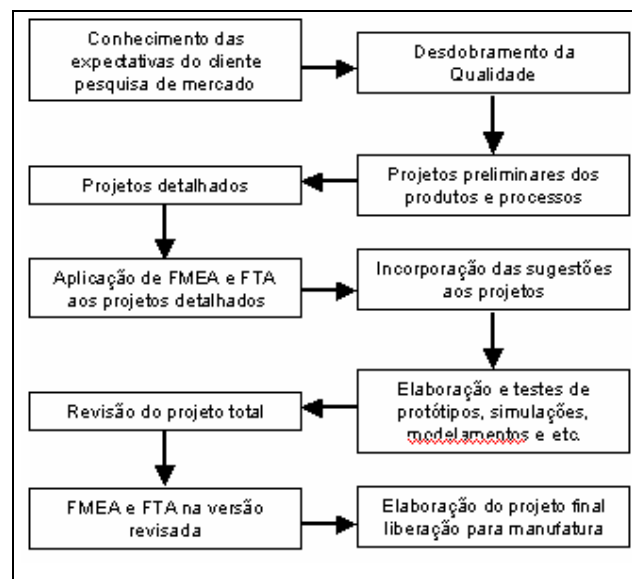 Conhecimento das
expectativas do cliente
pesquisa de mercado
Desdobramento da
Qualidade
Projetos preliminares dos
produtos e processos
Projetos detalhados
Aplicação de FMEA e FTA
aos projetos detalhados
Incorporação das sugestões
aos projetos
Elaboração e testes de
protótipos, simulações,
modelamentos e etc.
Revisão do projeto total
FMEA e FTA na versão
revisada
Elaboração do projeto final
liberação para manufatura